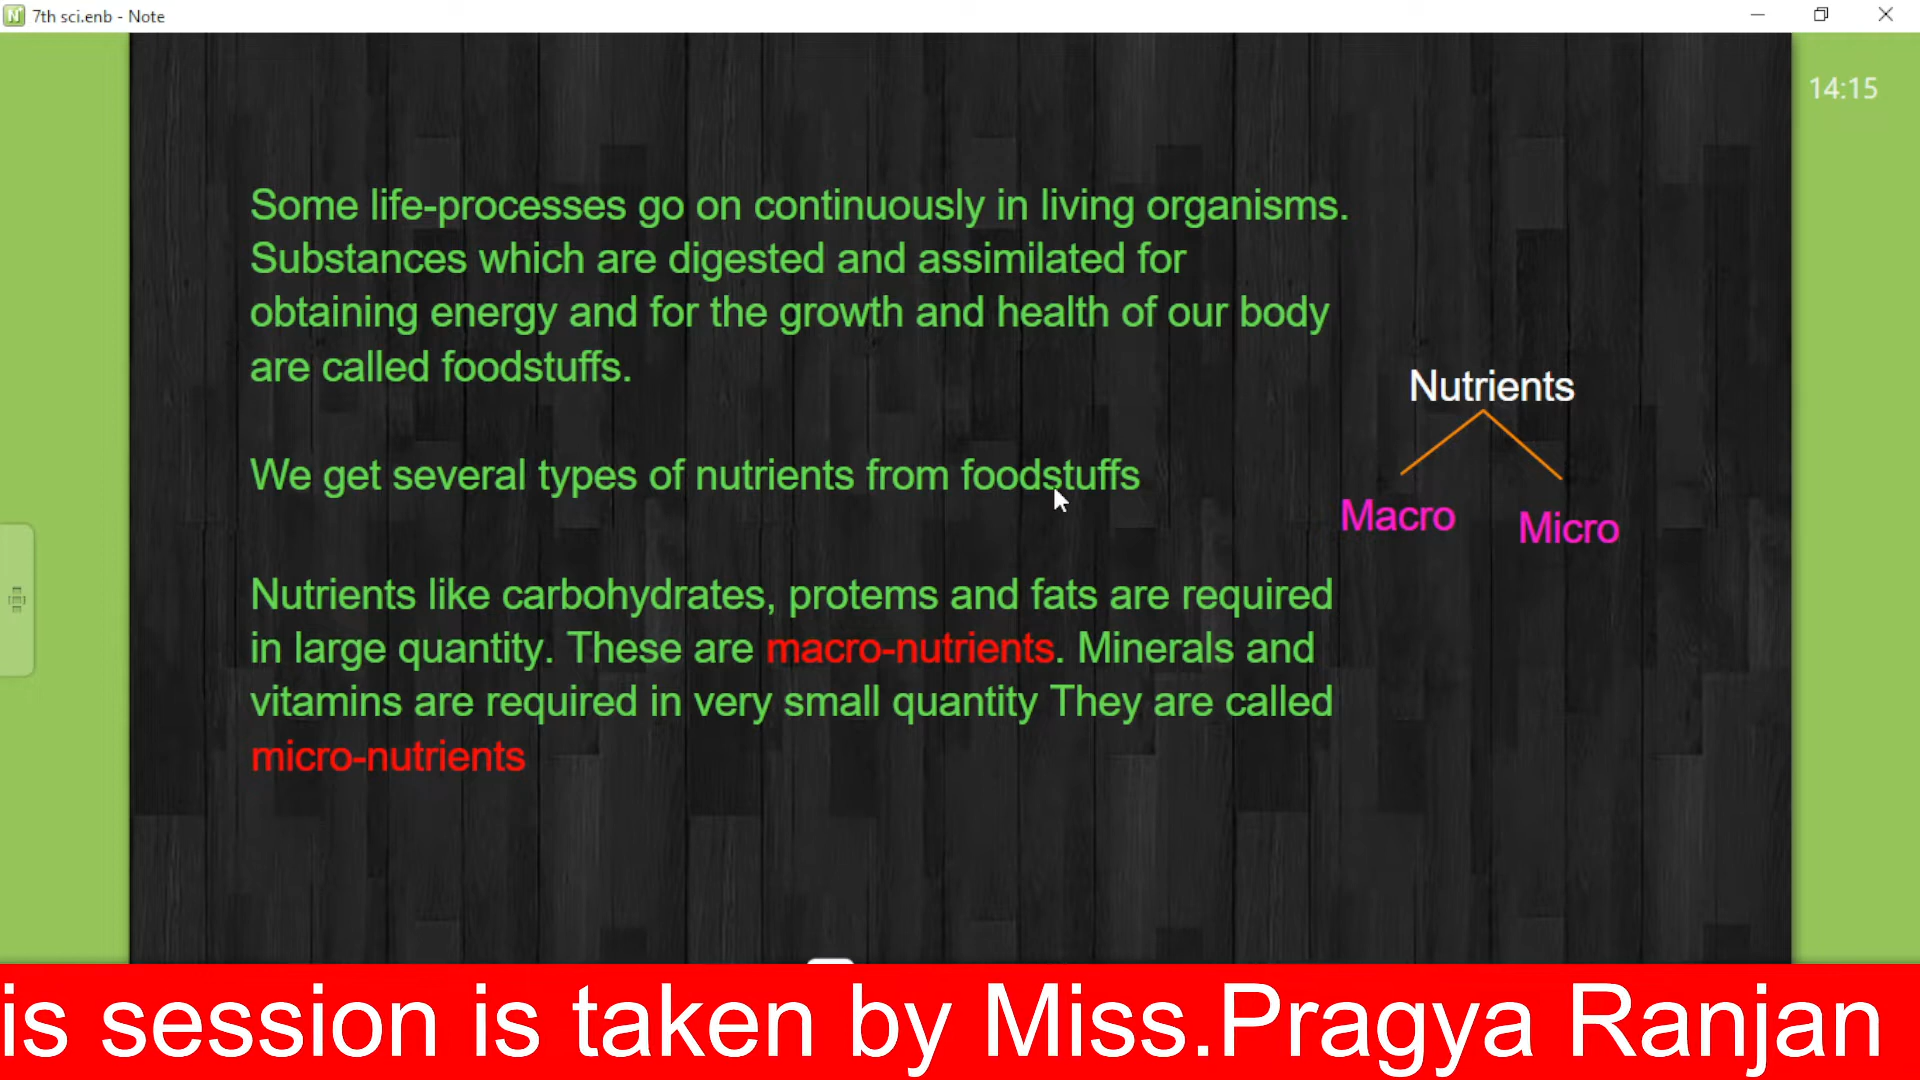 7th sci.enb - Note
14:15
Some life-processes go on continuously in living organisms.
Substances which are digested and assimilated for
obtaining energy and for the growth and health of our body
are called foodstuffs.
Nutrients
We get several types of nutrients from foodstuffs
Macro
Micro
Nutrients like carbohydrates, protems and fats are required
in large quantity. These are macro-nutrients. Minerals and
vitamins are required in very small quantity They are called
micro-nutrients
is session is taken by Miss.Pragya Ranjan